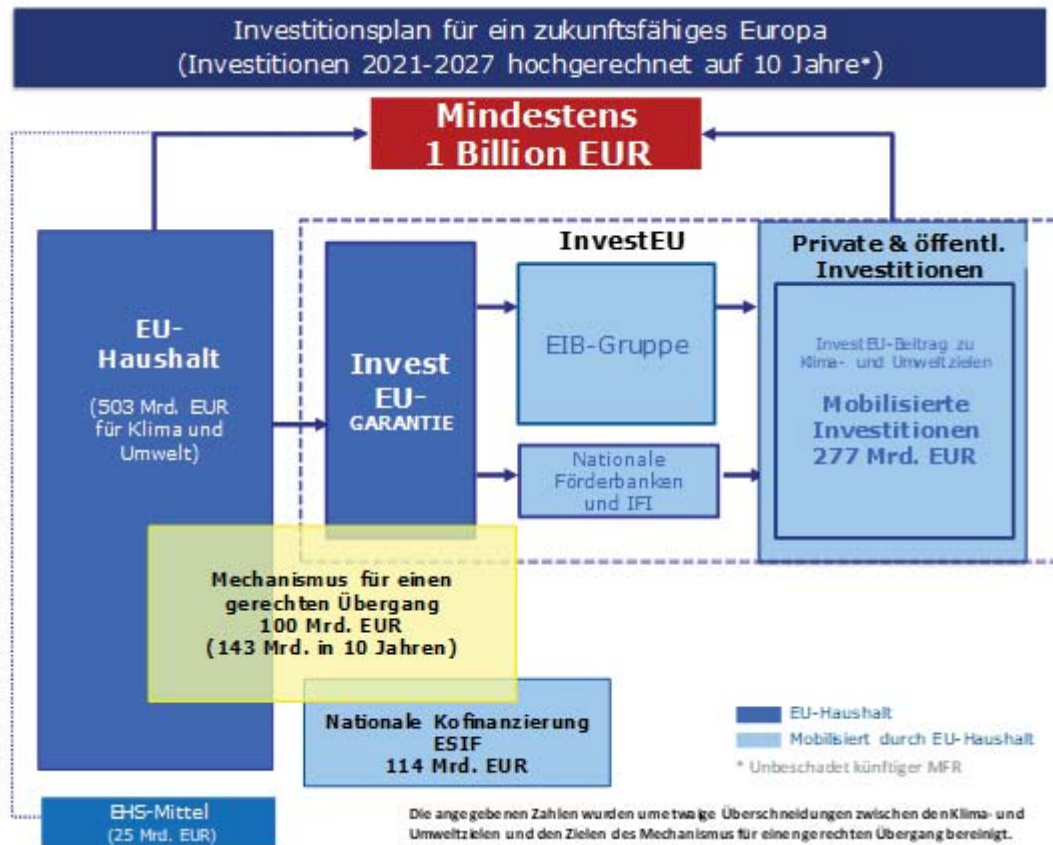 Investitionsplan für ein zukunftsfähiges Europa
(Investitionen 2021-2027 hochgerechnet auf 10 Jahre*)
Mindestens
1 Billion EUR
EU-
Haushalt
(503 Mrd. EUR
für Klima und
Umwelt)
Invest
EU-
GARANTIE
InvestEU
EIB-Gruppe
Nationale
Förderbanken
und IFI
Private & öffentl.
Investitionen
InvestEU-Beitrag zu
Klima- und Umweltzielen
Mobilisierte
Investitionen
277 Mrd. EUR
Mechanismus für einen
gerechten Übergang
100 Mrd. EUR
(143 Mrd. in 10 Jahren)
Nationale Kofinanzierung
ESIF
114 Mrd. EUR
EU-Haushalt
Mobilisiert durch EU-Haushalt
* Unbeschadet künftiger MFR
EHS-Mittel
(25 Mrd. EUR)
Die angegebenen Zahlen wurden um etwaige Überschneidungen zwischen den Klima- und
Umweltzielen und den Zielen des Mechanismus für einen gerechten Übergang bereinigt.